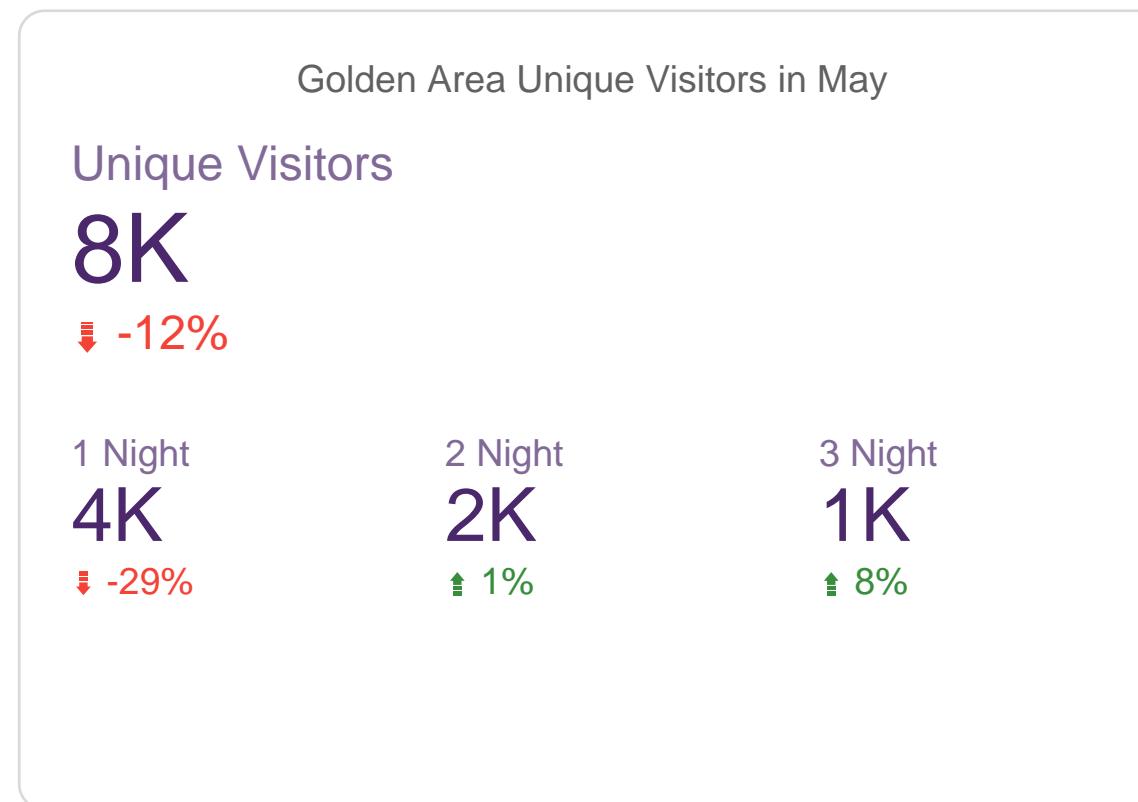 Golden Area Unique Visitors in May
Unique Visitors
8K
-12%
1 Night 2 Night 3 Night
4K 2K 1K
-29% 1% 8%